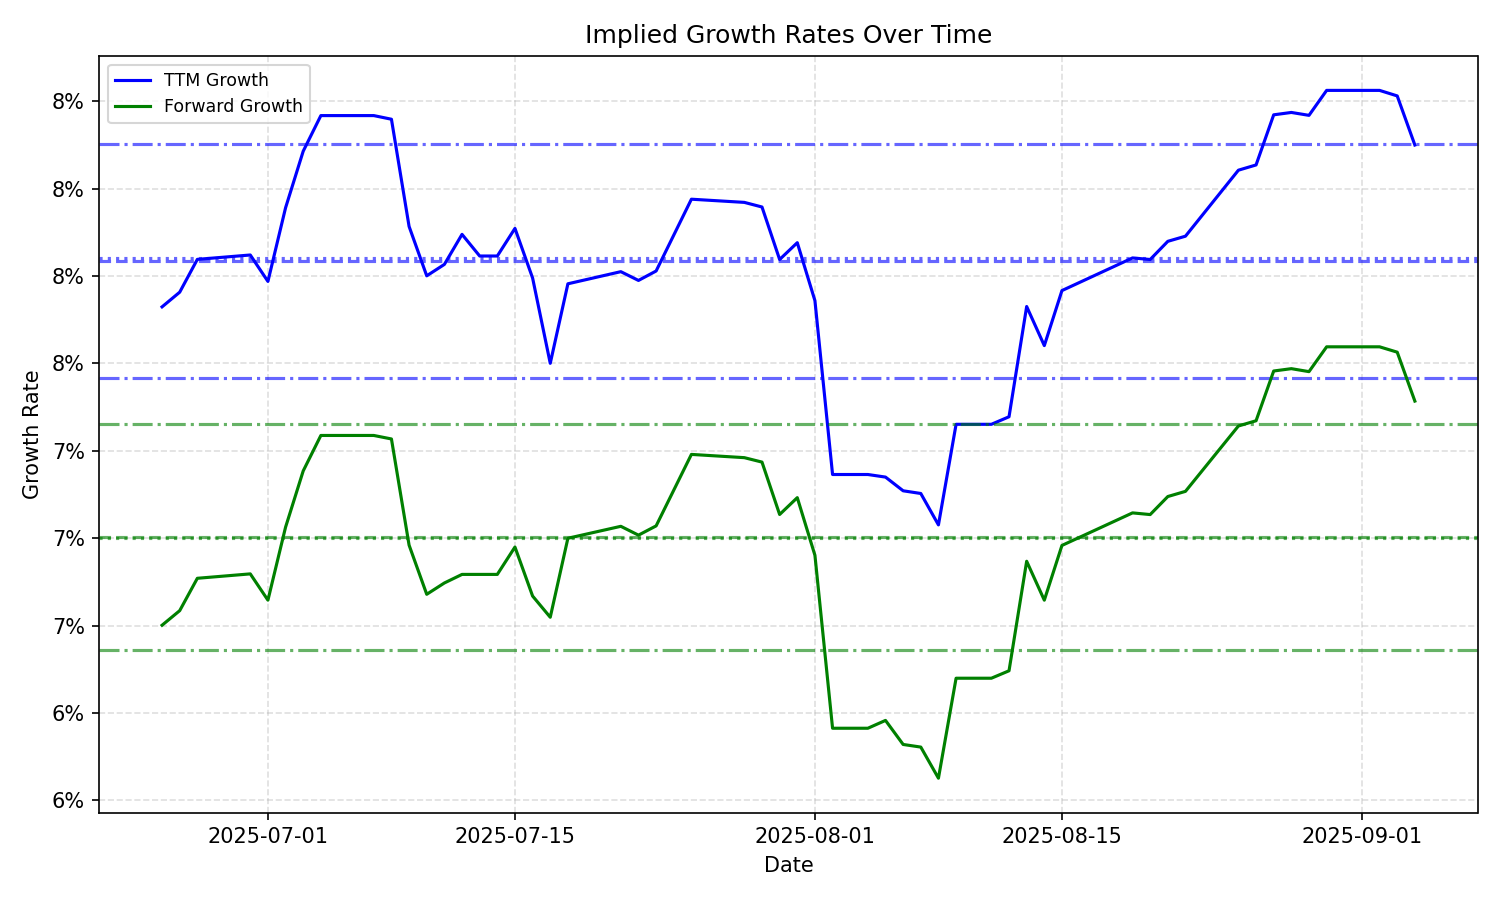 Implied Growth Rates Over Time
TTM Growth
Forward Growth
8%
8%
8%
8%
7%
7%
7%
6%
6%
Growth Rate
2025-07-01
2025-07-15
2025-08-01
2025-08-15
2025-09-01
Date